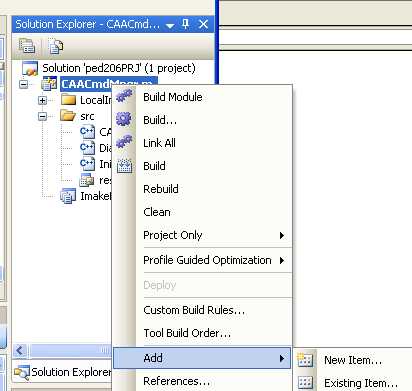 Solution Explorer - CAACmd...
Solution 'ped206PRJ' (1 project)
CAACmdMngr.m
LocalIn
src
CA
Dia
Ini
res
Imakef
Build Module
Build...
Link All
Build
Rebuild
Clean
Project Only
Profile Guided Optimization
Deploy
Custom Build Rules...
Tool Build Order...
Add
References...
New Item...
Existing Item...
Solution Explorer